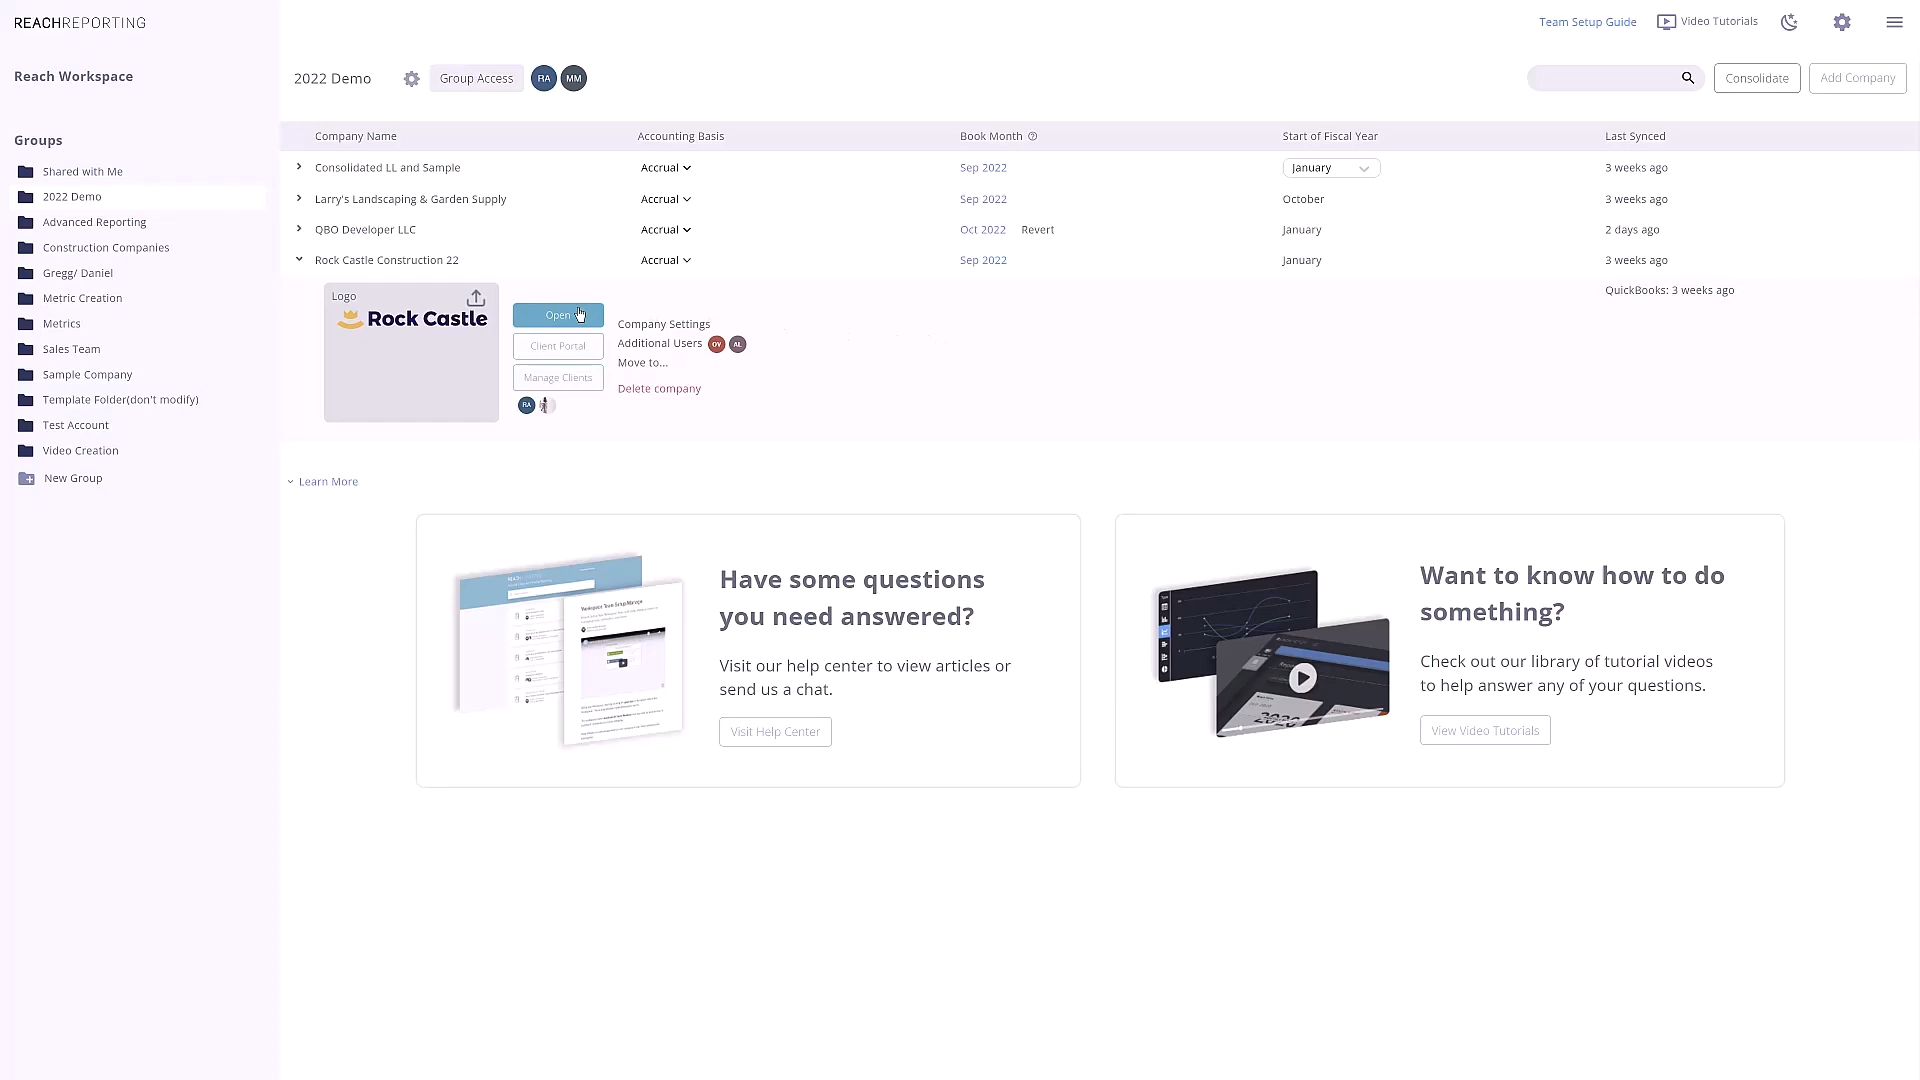 REACHREPORTING
Team Setup Guide
Video Tutorials
Reach Workspace
2022 Demo
Group Access
RA
MM
Consolidate
Add Company
Groups
Shared with Me
2022 Demo
Advanced Reporting
Construction Companies
Gregg/ Daniel
Metric Creation
Metrics
Sales Team
Sample Company
Template Folder(don't modify)
Test Account
Video Creation
New Group
Company Name Accounting Basis Book Month Start of Fiscal Year Last Synced
Consolidated LL and Sample Accrual Sep 2022 January 3 weeks ago
Larry's Landscaping & Garden Supply Accrual Sep 2022 October 3 weeks ago
QBO Developer LLC Accrual Oct 2022 Revert January 2 days ago
Rock Castle Construction 22 Accrual Sep 2022 January 3 weeks ago
QuickBooks: 3 weeks ago
Logo
Rock Castle
Open
Client Portal
Manage Clients
RA
Company Settings
Additional Users OV AL
Move to...
Delete company
Learn More
Have some questions
you need answered?
Visit our help center to view articles or
send us a chat.
Visit Help Center
Want to know how to do
something?
Check out our library of tutorial videos
to help answer any of your questions.
View Video Tutorials